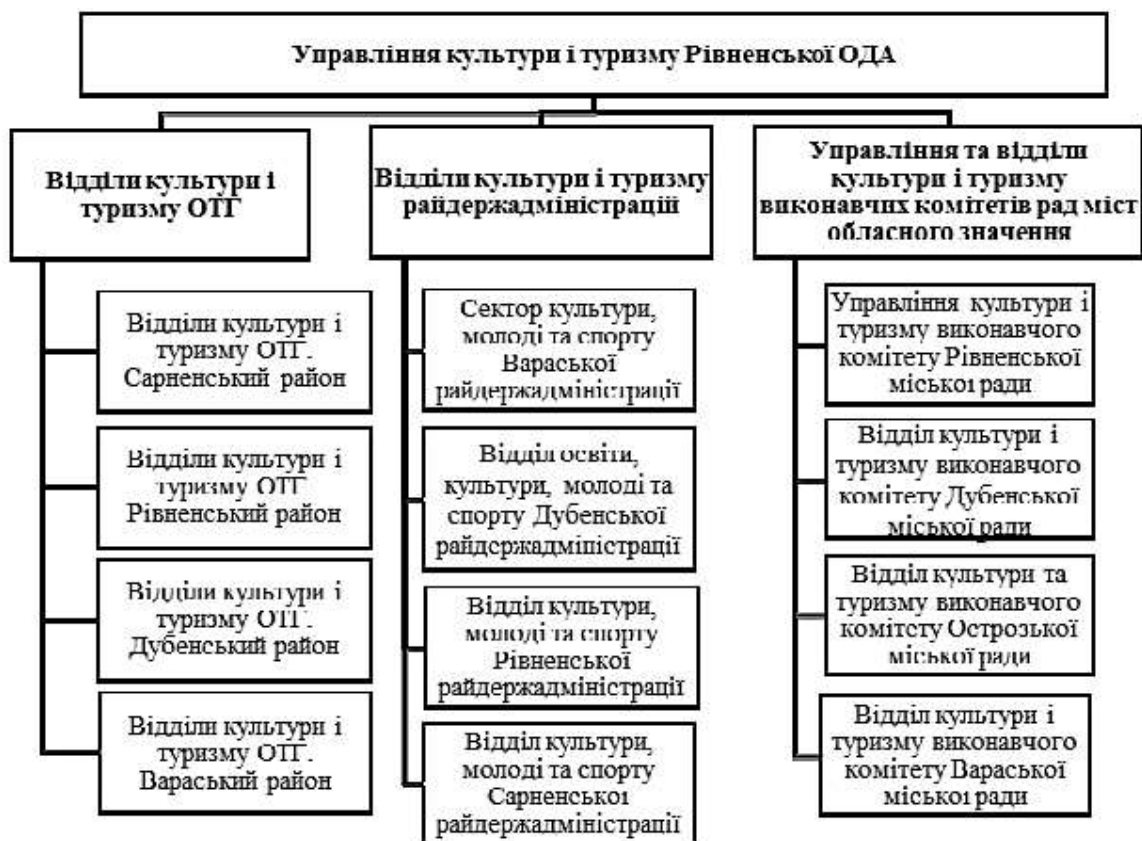 Управління культури і туризму Рівненської ОДА
Відділи культури і
туризму ОТГ
Відділи культури і туризму
райдержадміністрацій
Управління та відділи
культури і туризму
виконавчих комітетів рад міст
обласного значення
Відділи культури і
туризму ОТГ.
Сарненський район
Відділи культури і
туризму ОТГ
Рівненський район
Відділи культури і
туризму ОТГ.
Дубенський район
Відділи культури і
туризму ОТГ.
Вараський район
Сектор культури,
молоді та спорту
Вараської
райдержадміністрації
Відділ освіти,
культури, молоді та
спорту Дубенської
райдержадміністрації
Відділ культури,
молоді та спорту
Рівненської
райдержадміністрації
Відділ культури,
молоді та спорту
Сарненської
райдержадміністрації
Управління культури і
туризму виконавчого
комітету Рівненської
міської ради
Відділ культури і
туризму виконавчого
комітету Дубенської
міської ради
Відділ культури та
туризму виконавчого
комітету Острозької
міської ради
Відділ культури і
туризму виконавчого
комітету Вараської
міської ради